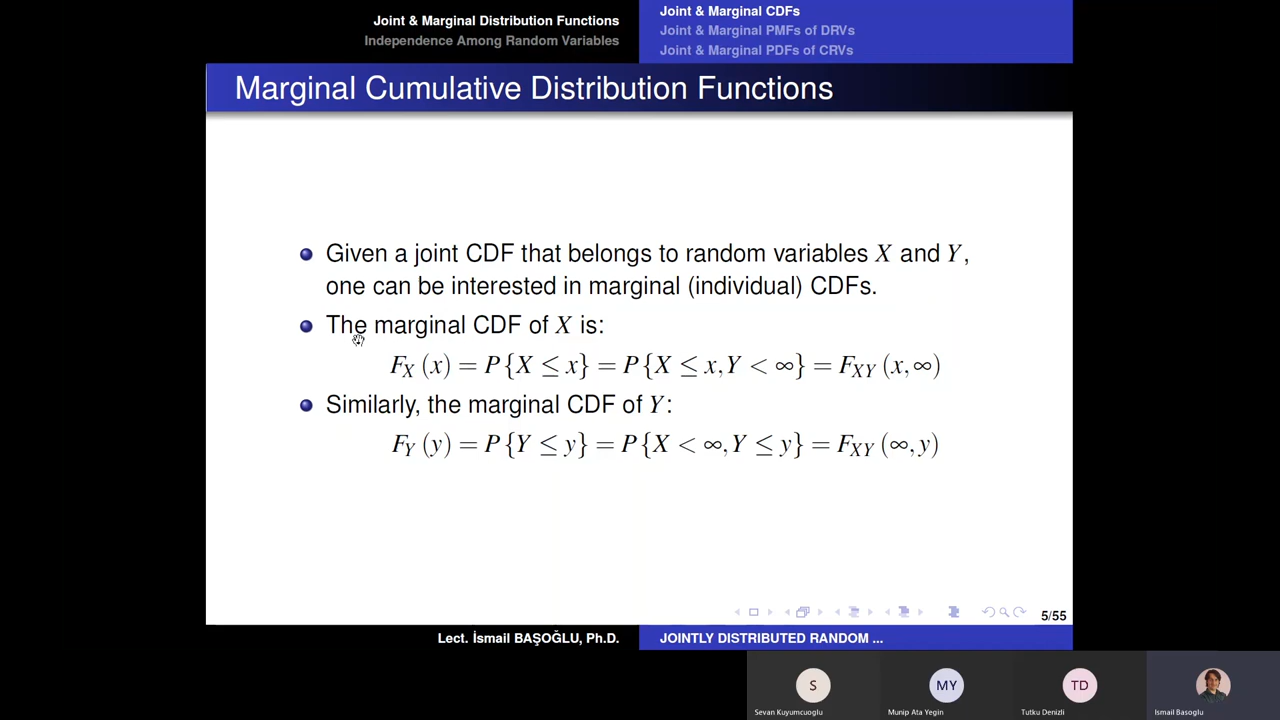 Joint & Marginal Distribution Functions
Independence Among Random Variables
Joint & Marginal CDFs
Joint & Marginal PMFs of DRVs
Joint & Marginal PDFs of CRVs
Marginal Cumulative Distribution Functions
Given a joint CDF that belongs to random variables X and Y,
one can be interested in marginal (individual) CDFs.
The marginal CDF of X is:
F_X (x) = P{X ≤ x} = P{X ≤ x, Y < ∞} = F_XY (x, ∞)
Similarly, the marginal CDF of Y:
F_Y (y) = P{Y ≤ y} = P{X < ∞, Y ≤ y} = F_XY (∞, y)
5/55
Lect. İsmail BAŞOĞLU, Ph.D.
JOINTLY DISTRIBUTED RANDOM ...
S
MY
TD
Sevan Kuyumcuoglu
Munip Ata Yegin
Tutku Denizli
Ismail Basoglu